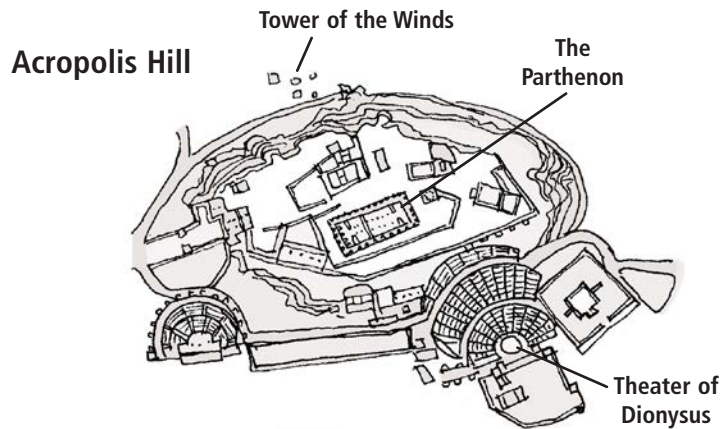 Tower of the Winds
Acropolis Hill
The
Parthenon
Theater of
Dionysus